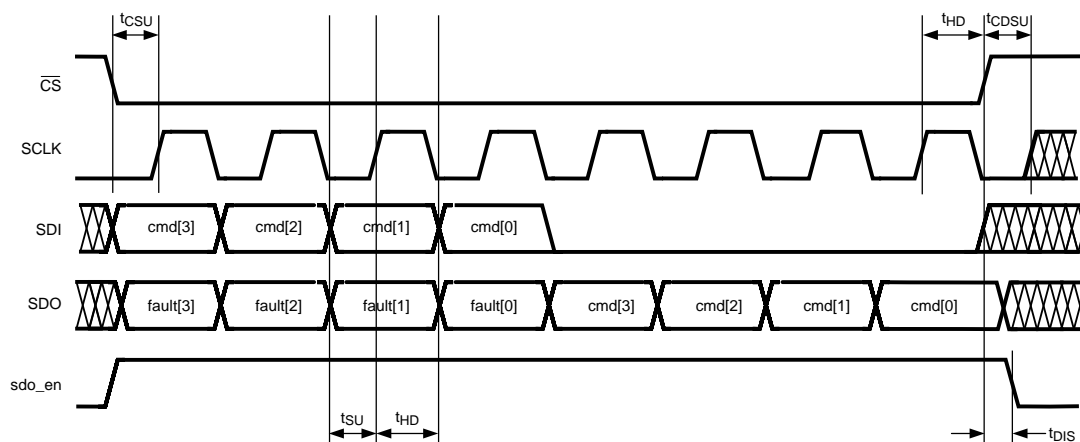 tCSU
tHD
tCDSU
CS
SCLK
SDI
cmd[3]
cmd[2]
cmd[1]
cmd[0]
SDO
fault[3]
fault[2]
fault[1]
fault[0]
cmd[3]
cmd[2]
cmd[1]
cmd[0]
sdo_en
tSU
tHD
tDIS